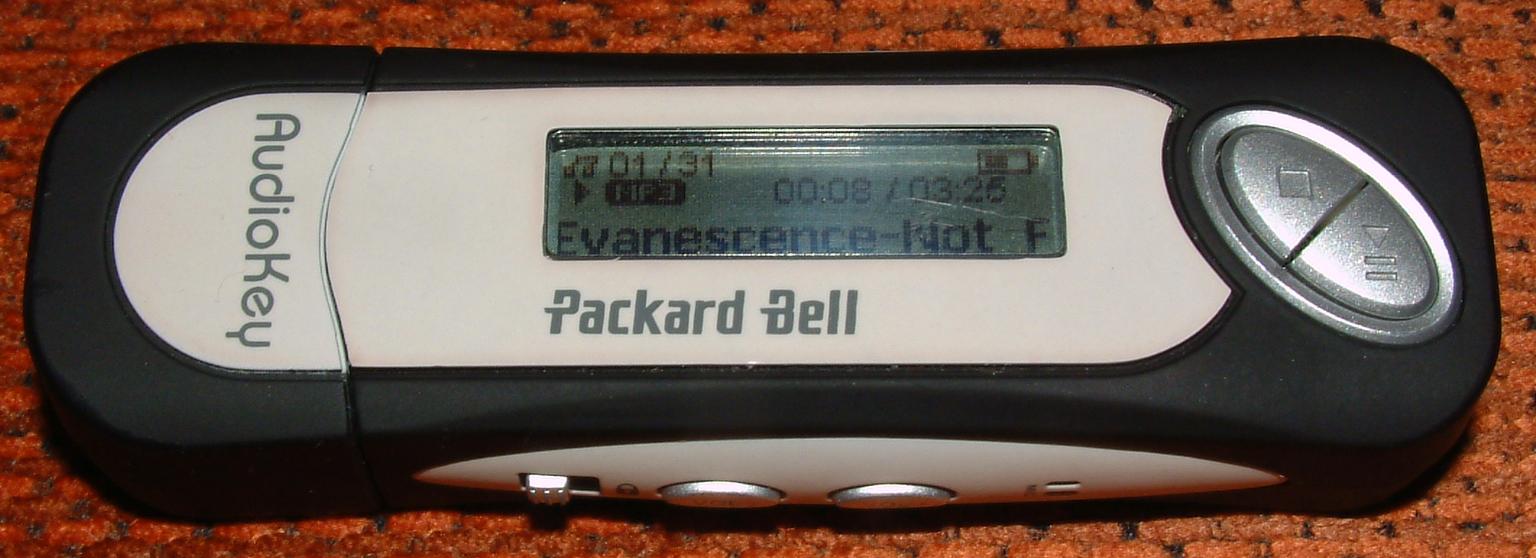 AudioKey
01/31
MP3
00:08 / 03:25
Evanescence-Not F
Packard Bell